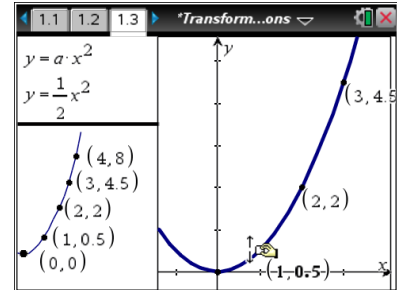 1.1 1.2 1.3 *Transform...ons
y = a· x²
y = 1/2 x²
(4,8)
(3,4.5)
(2,2)
(1,0.5)
(0,0)
y
(3, 4.5
(2,2)
(1,0.5)
x